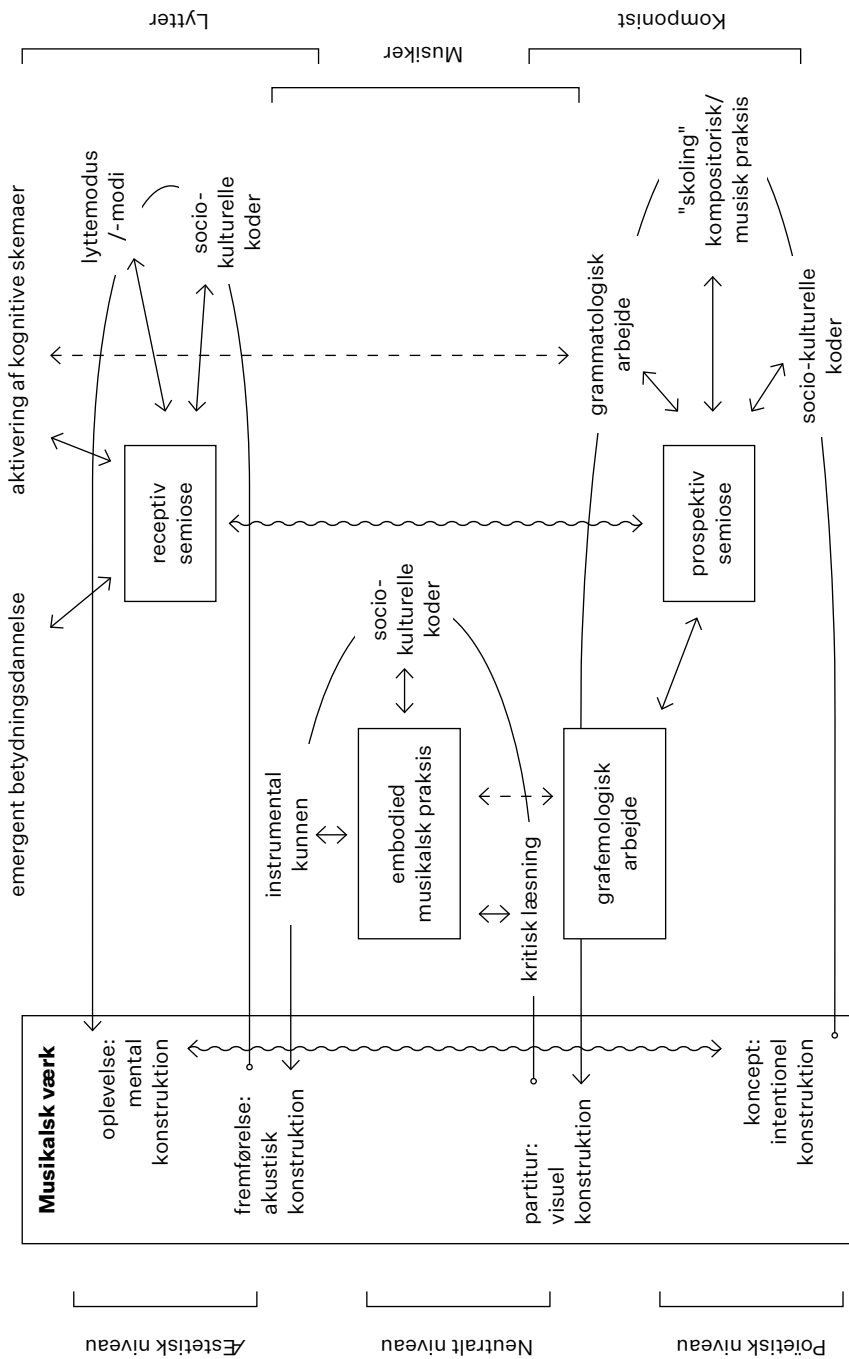 emergent betydningsdannelse
aktivering af kognitive skemaer
Musikalsk værk
oplevelse:
mental
konstruktion
fremførelse:
akustisk
konstruktion
partitur:
visuel
konstruktion
koncept:
intentionel
konstruktion
receptiv
semiose
lyttemodus
/-modi
socio-
kulturelle
koder
instrumental
kunnen
embodied
musikalsk praksis
socio-
kulturelle
koder
kritisk læsning
grafemologisk
arbejde
grammatologisk
arbejde
prospektiv
semiose
"skoling"
kompositorisk/
musisk praksis
socio-kulturelle
koder
Æstetisk niveau
Neutralt niveau
Poïetisk niveau
Lytter
Musiker
Komponist